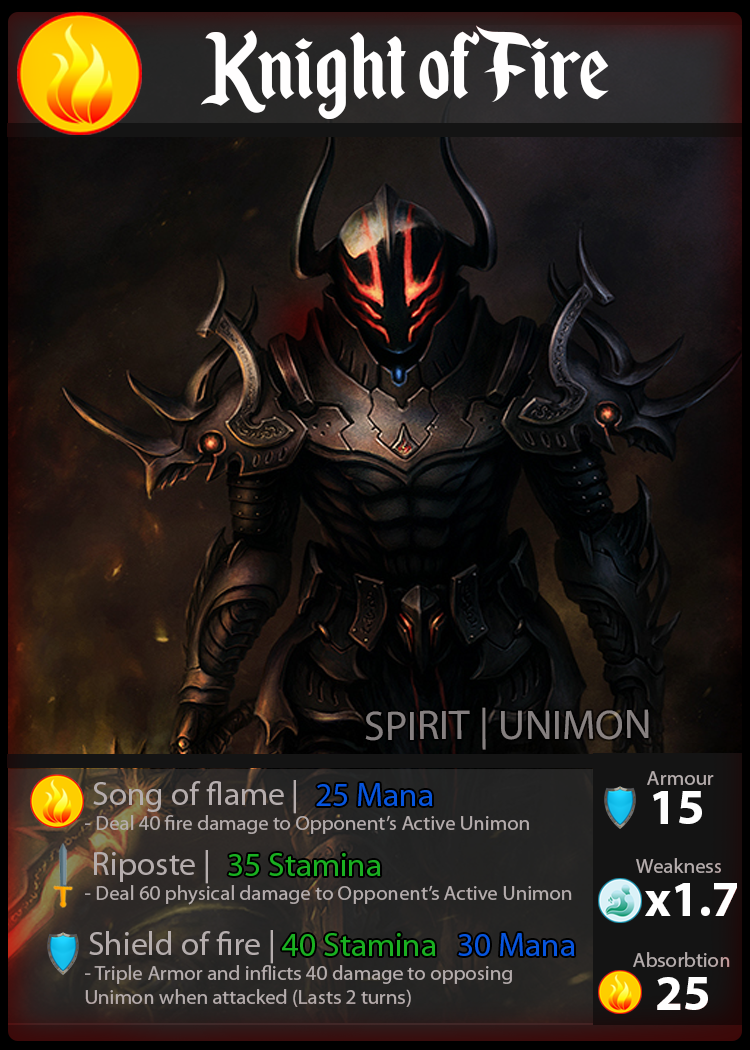 Knight of Fire
SPIRIT | UNIMON
Song of flame | 25 Mana
- Deal 40 fire damage to Opponent's Active Unimon
Riposte | 35 Stamina
- Deal 60 physical damage to Opponent's Active Unimon
Shield of fire | 40 Stamina 30 Mana
- Triple Armor and inflicts 40 damage to opposing
Unimon when attacked (Lasts 2 turns)
Armour
15
Weakness
x1.7
Absorbtion
25